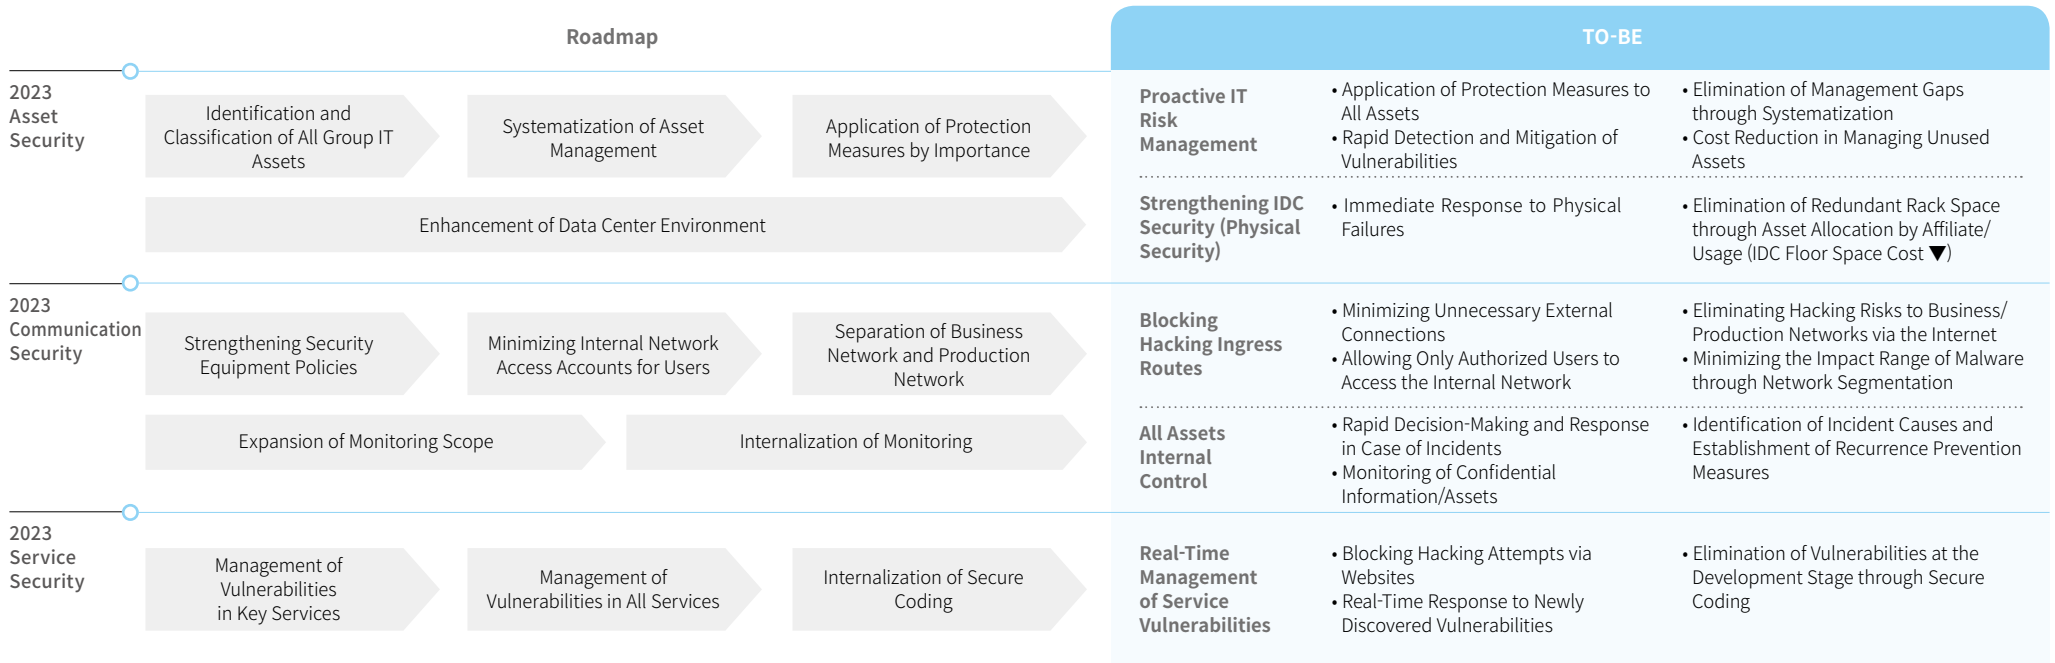 Roadmap
TO-BE
2023
Asset
Security
Identification and
Classification of All Group IT
Assets
Systematization of Asset
Management
Application of Protection
Measures by Importance
Enhancement of Data Center Environment
Proactive IT
Risk
Management
• Application of Protection Measures to
All Assets
• Rapid Detection and Mitigation of
Vulnerabilities
• Elimination of Management Gaps
through Systematization
• Cost Reduction in Managing Unused
Assets
Strengthening IDC
Security (Physical
Security)
• Immediate Response to Physical
Failures
• Elimination of Redundant Rack Space
through Asset Allocation by Affiliate/
Usage (IDC Floor Space Cost ▼)
2023
Communication
Security
Strengthening Security
Equipment Policies
Minimizing Internal Network
Access Accounts for Users
Separation of Business
Network and Production
Network
Expansion of Monitoring Scope
Internalization of Monitoring
Blocking
Hacking Ingress
Routes
• Minimizing Unnecessary External
Connections
• Allowing Only Authorized Users to
Access the Internal Network
• Eliminating Hacking Risks to Business/
Production Networks via the Internet
• Minimizing the Impact Range of Malware
through Network Segmentation
All Assets
Internal
Control
• Rapid Decision-Making and Response
in Case of Incidents
• Monitoring of Confidential
Information/Assets
• Identification of Incident Causes and
Establishment of Recurrence Prevention
Measures
2023
Service
Security
Management of
Vulnerabilities
in Key Services
Management of
Vulnerabilities in All Services
Internalization of Secure
Coding
Real-Time
Management
of Service
Vulnerabilities
• Blocking Hacking Attempts via
Websites
• Real-Time Response to Newly
Discovered Vulnerabilities
• Elimination of Vulnerabilities at the
Development Stage through Secure
Coding